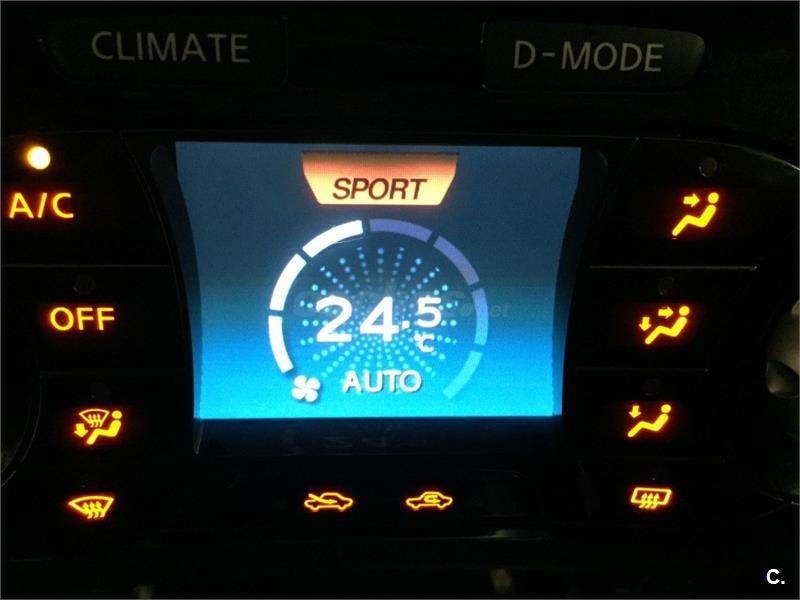 CLIMATE
D-MODE
SPORT
A/C
24.5
°C
OFF
AUTO
C.